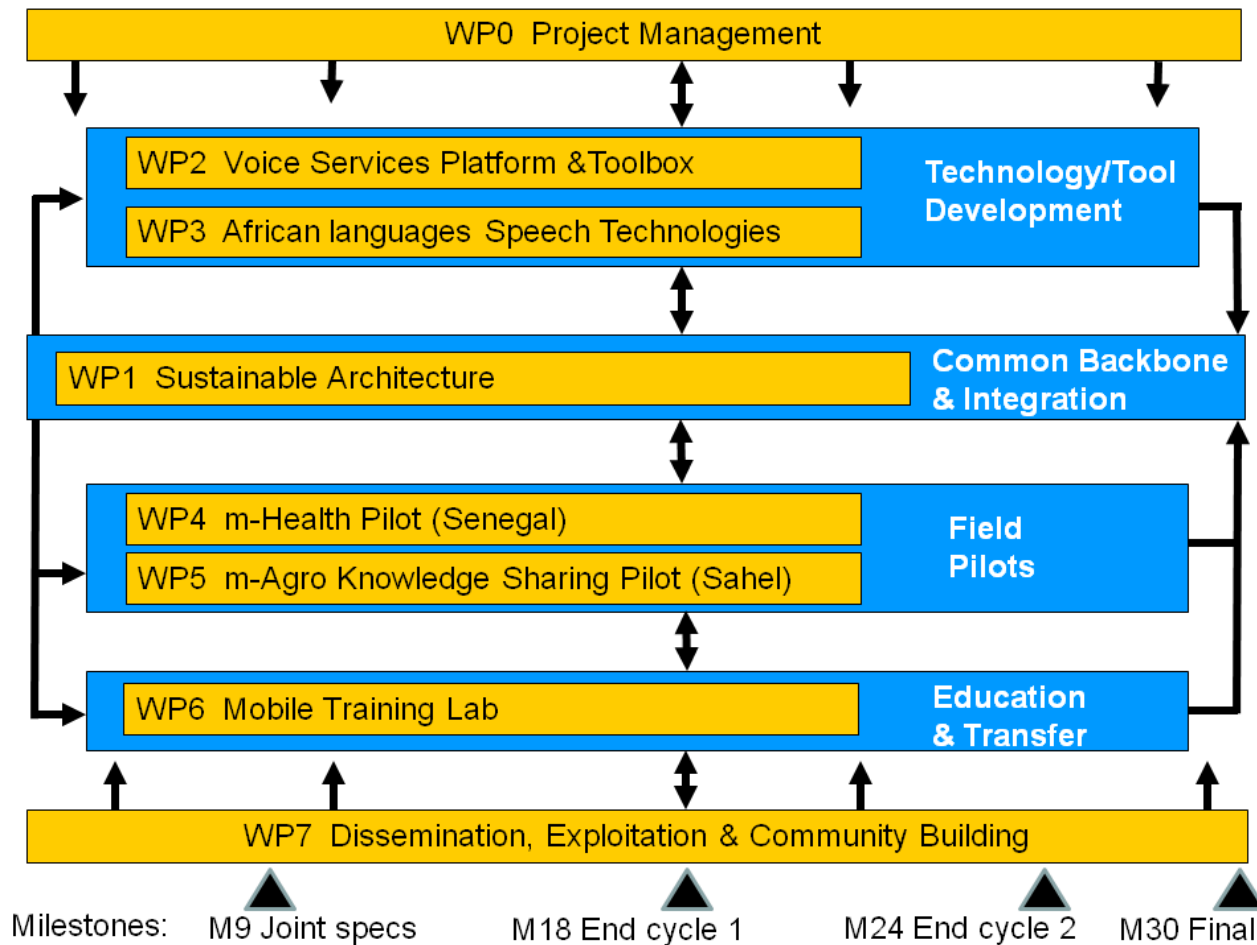 WP0 Project Management
WP2 Voice Services Platform &Toolbox
WP3 African languages Speech Technologies
Technology/Tool
Development
WP1 Sustainable Architecture
Common Backbone
& Integration
WP4 m-Health Pilot (Senegal)
WP5 m-Agro Knowledge Sharing Pilot (Sahel)
Field
Pilots
WP6 Mobile Training Lab
Education
& Transfer
WP7 Dissemination, Exploitation & Community Building
Milestones: M9 Joint specs M18 End cycle 1 M24 End cycle 2 M30 Final